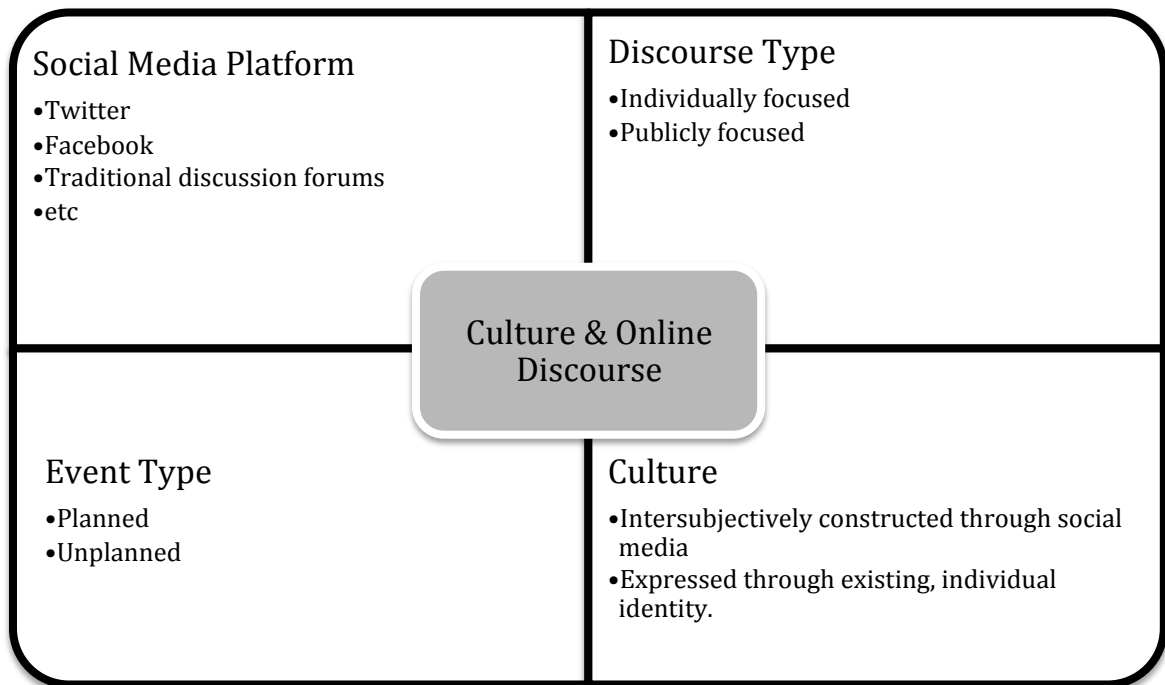 Social Media Platform
•Twitter
•Facebook
•Traditional discussion forums
•etc
Discourse Type
•Individually focused
•Publicly focused
Culture & Online
Discourse
Event Type
•Planned
•Unplanned
Culture
•Intersubjectively constructed through social
media
•Expressed through existing, individual
identity.